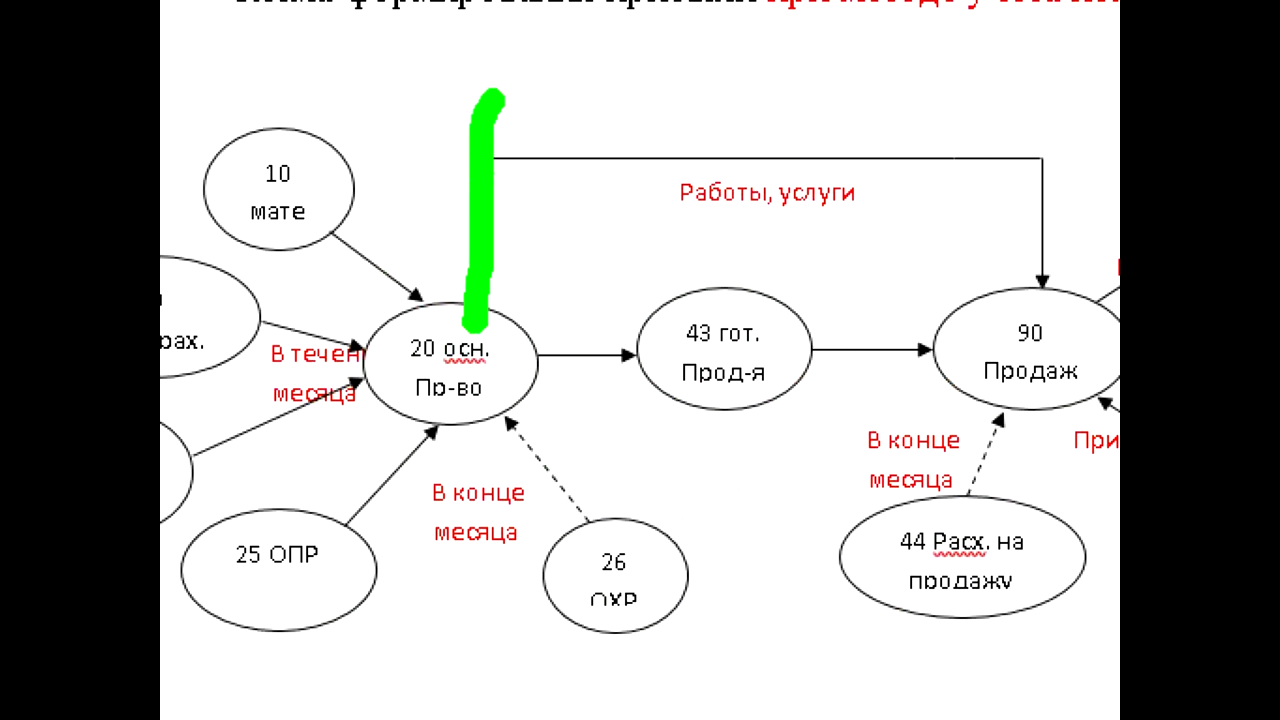 10
мате
Работы, услуги
рах.
В течен
месяца
20 осн.
Пр-во
43 гот.
Прод-я
90
Продаж
В конце
месяца
При
В конце
месяца
25 ОПР
26
ОХР
44 Расх. на
продажу